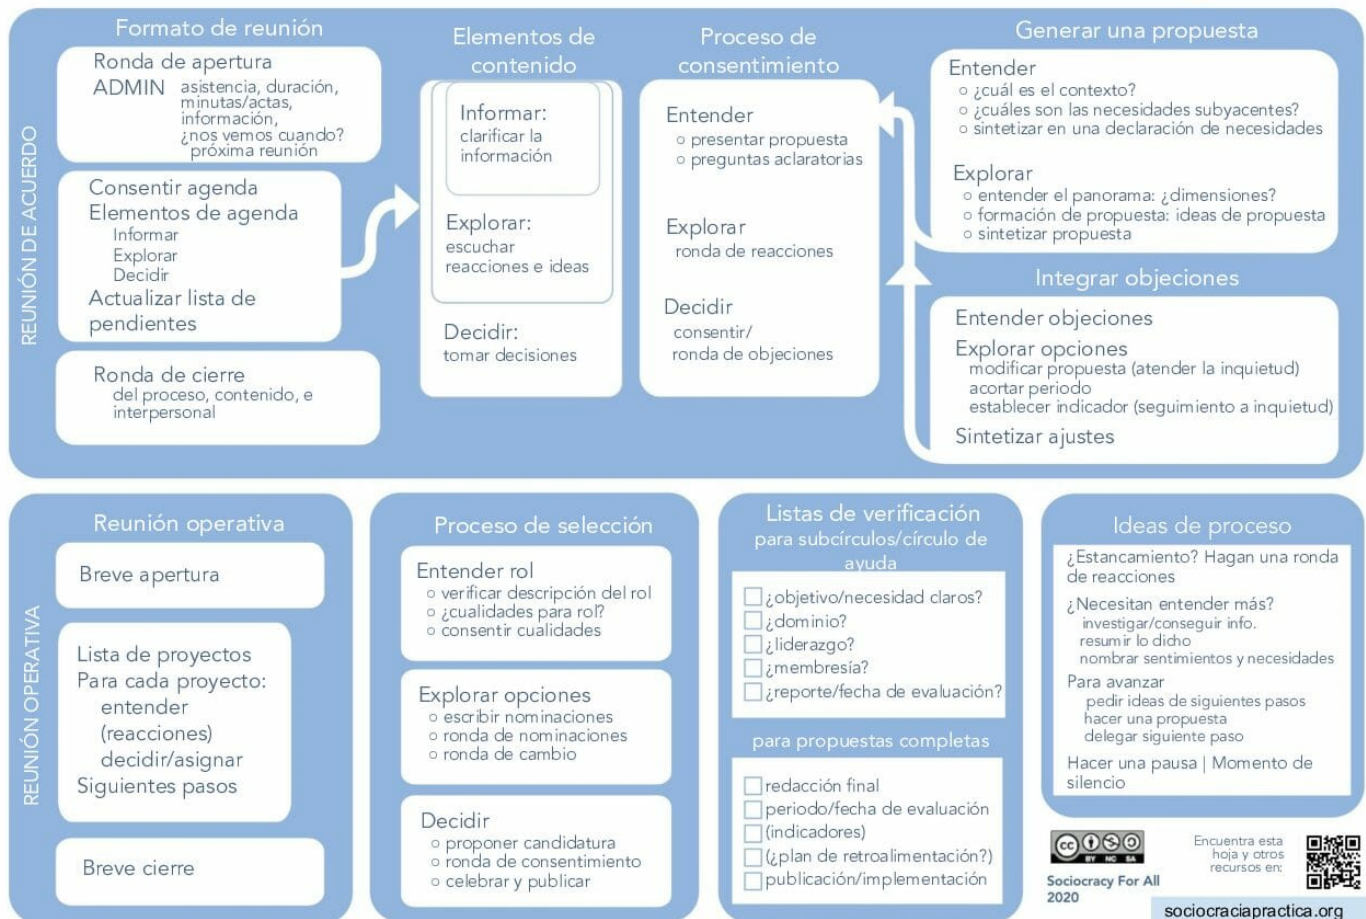 REUNIÓN DE ACUERDO
Formato de reunión
Ronda de apertura
ADMIN asistencia, duración,
minutas/actas,
información,
¿nos vemos cuando?
próxima reunión
Consentir agenda
Elementos de agenda
Informar
Explorar
Decidir
Actualizar lista de
pendientes
Ronda de cierre
del proceso, contenido, e
interpersonal
Elementos de
contenido
Informar:
clarificar la
información
Explorar:
escuchar
reacciones e ideas
Decidir:
tomar decisiones
Proceso de
consentimiento
Entender
○ presentar propuesta
○ preguntas aclaratorias
Explorar
ronda de reacciones
Decidir
consentir/
ronda de objeciones
Generar una propuesta
Entender
○ ¿cuál es el contexto?
○ ¿cuáles son las necesidades subyacentes?
○ sintetizar en una declaración de necesidades
Explorar
○ entender el panorama: ¿dimensiones?
○ formación de propuesta: ideas de propuesta
○ sintetizar propuesta
Integrar objeciones
Entender objeciones
Explorar opciones
modificar propuesta (atender la inquietud)
acortar periodo
establecer indicador (seguimiento a inquietud)
Sintetizar ajustes
REUNIÓN OPERATIVA
Reunión operativa
Breve apertura
Lista de proyectos
Para cada proyecto:
entender
(reacciones)
decidir/asignar
Siguientes pasos
Breve cierre
Proceso de selección
Entender rol
○ verificar descripción del rol
○ ¿cualidades para rol?
○ consentir cualidades
Explorar opciones
○ escribir nominaciones
○ ronda de nominaciones
○ ronda de cambio
Decidir
○ proponer candidatura
○ ronda de consentimiento
○ celebrar y publicar
Listas de verificación
para subcírculos/círculo de
ayuda
¿objetivo/necesidad claros?
¿dominio?
¿liderazgo?
¿membresía?
¿reporte/fecha de evaluación?
para propuestas completas
redacción final
periodo/fecha de evaluación
(indicadores)
(¿plan de retroalimentación?)
publicación/implementación
Ideas de proceso
¿Estancamiento? Hagan una ronda
de reacciones
¿Necesitan entender más?
investigar/conseguir info.
resumir lo dicho
nombrar sentimientos y necesidades
Para avanzar
pedir ideas de siguientes pasos
hacer una propuesta
delegar siguiente paso
Hacer una pausa | Momento de
silencio
cc BY NC SA
Sociocracy For All
2020
Encuentra esta
hoja y otros
recursos en:
sociocraciapractica.org